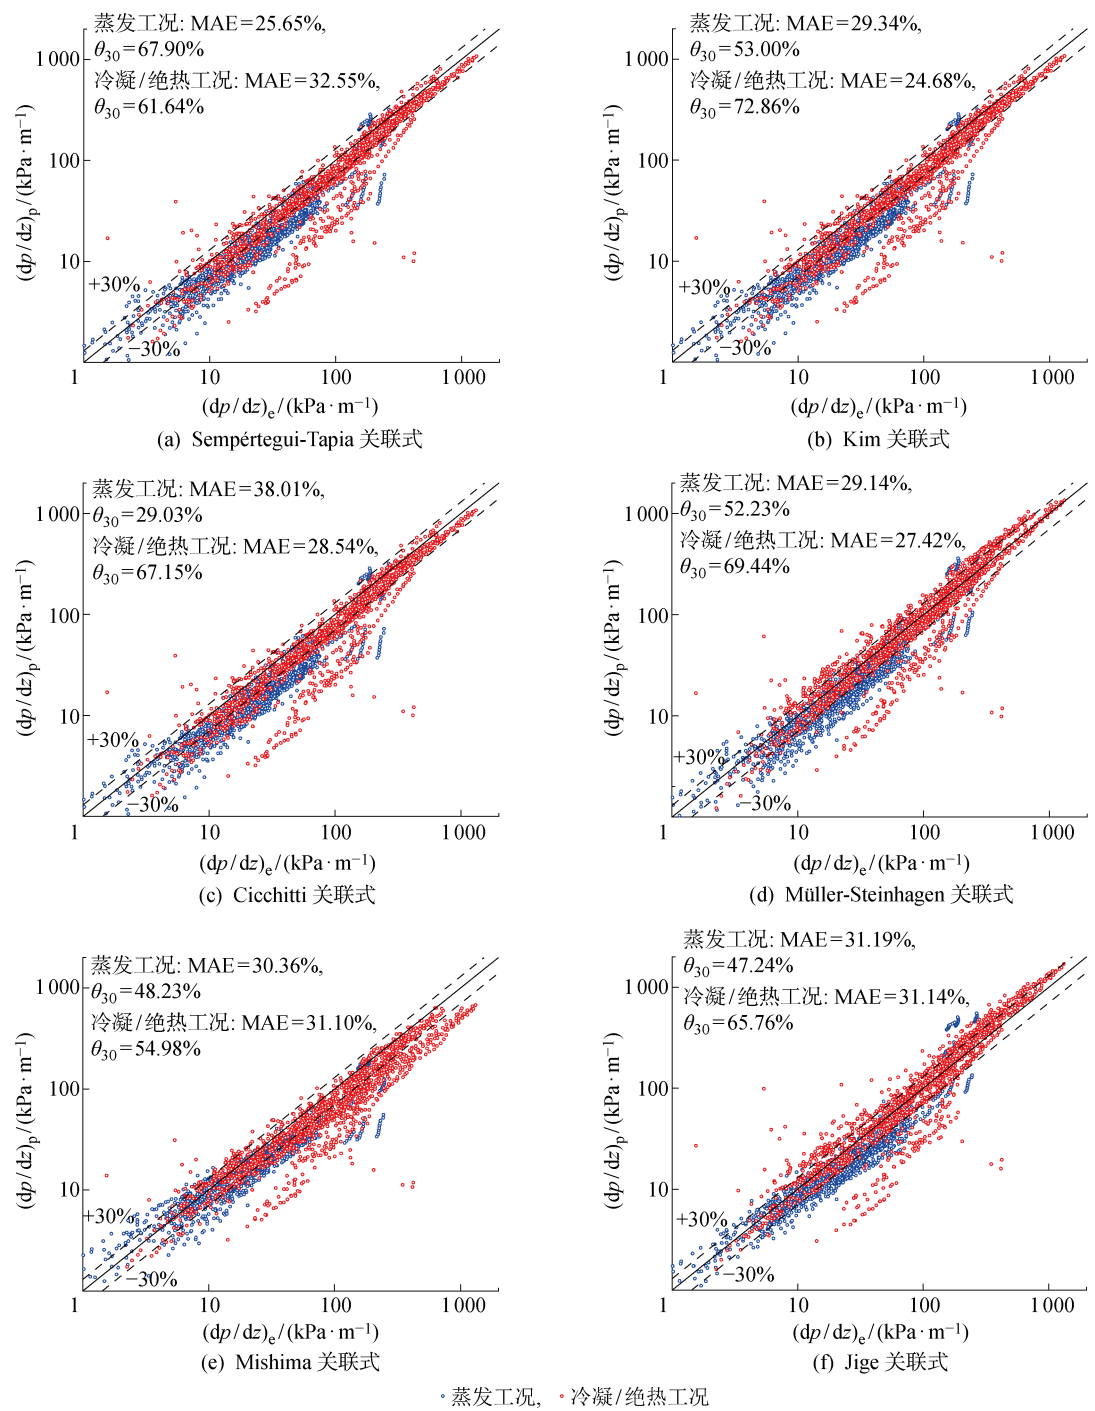 蒸发工况: MAE=25.65%,
θ30=67.90%
冷凝/绝热工况: MAE=32.55%,
θ30=61.64%
1 000
100
10
+30%
−30%
1 10 100 1 000
(dp/dz)p/(kPa·m−1)
(dp/dz)e/(kPa·m−1)
(a) Sempértegui-Tapia 关联式
蒸发工况: MAE=29.34%,
θ30=53.00%
冷凝/绝热工况: MAE=24.68%,
θ30=72.86%
1 000
100
10
+30%
−30%
1 10 100 1 000
(dp/dz)p/(kPa·m−1)
(dp/dz)e/(kPa·m−1)
(b) Kim 关联式
蒸发工况: MAE=38.01%,
θ30=29.03%
冷凝/绝热工况: MAE=28.54%,
θ30=67.15%
1 000
100
10
+30%
−30%
1 10 100 1 000
(dp/dz)p/(kPa·m−1)
(dp/dz)e/(kPa·m−1)
(c) Cicchitti 关联式
蒸发工况: MAE=29.14%,
θ30=52.23%
冷凝/绝热工况: MAE=27.42%,
θ30=69.44%
1 000
100
10
+30%
−30%
1 10 100 1 000
(dp/dz)p/(kPa·m−1)
(dp/dz)e/(kPa·m−1)
(d) Müller-Steinhagen 关联式
蒸发工况: MAE=30.36%,
θ30=48.23%
冷凝/绝热工况: MAE=31.10%,
θ30=54.98%
1 000
100
10
+30%
−30%
1 10 100 1 000
(dp/dz)p/(kPa·m−1)
(dp/dz)e/(kPa·m−1)
(e) Mishima 关联式
蒸发工况: MAE=31.19%,
θ30=47.24%
冷凝/绝热工况: MAE=31.14%,
θ30=65.76%
1 000
100
10
+30%
−30%
1 10 100 1 000
(dp/dz)p/(kPa·m−1)
(dp/dz)e/(kPa·m−1)
(f) Jige 关联式
蒸发工况, 冷凝/绝热工况